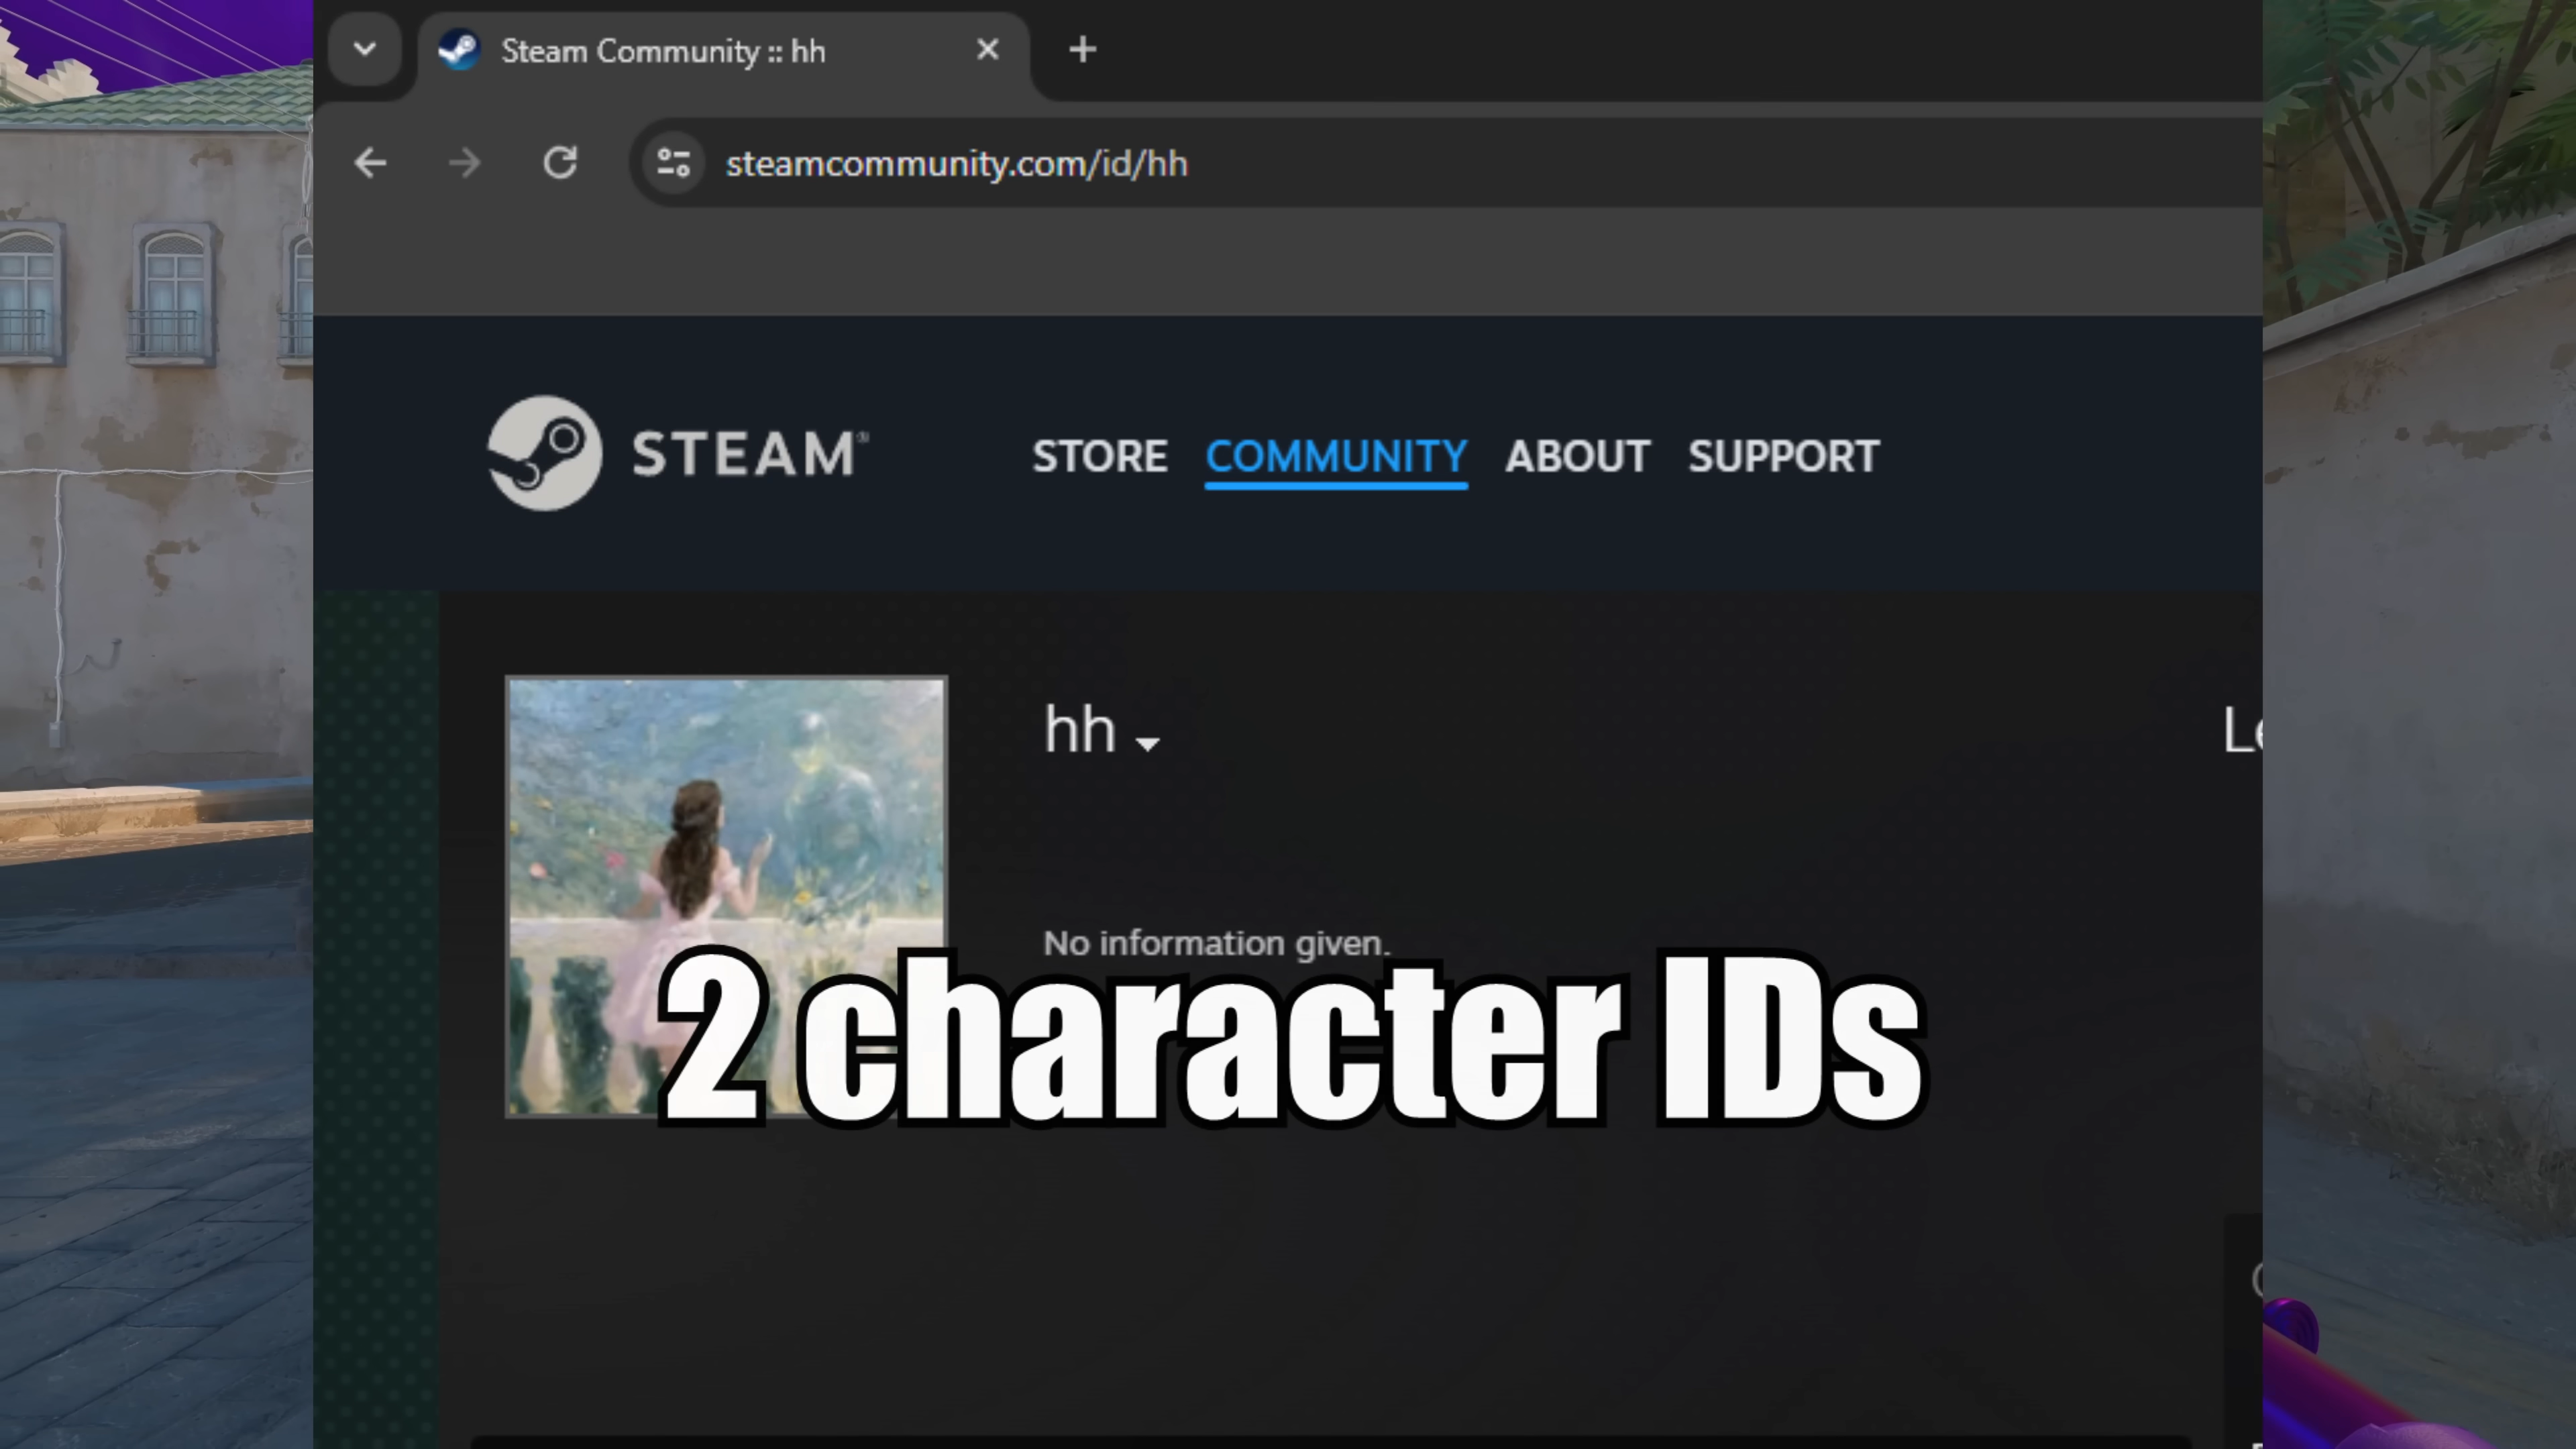 Steam Community :: hh
steamcommunity.com/id/hh
STEAM®
STORE COMMUNITY ABOUT SUPPORT
hh
No information given.
2 character IDs